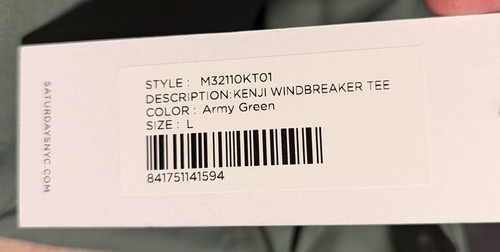 STYLE : M32110KT01
DESCRIPTION:KENJI WINDBREAKER TEE
COLOR : Army Green
SIZE : L
841751141594
SATURDAYSNYC.COM